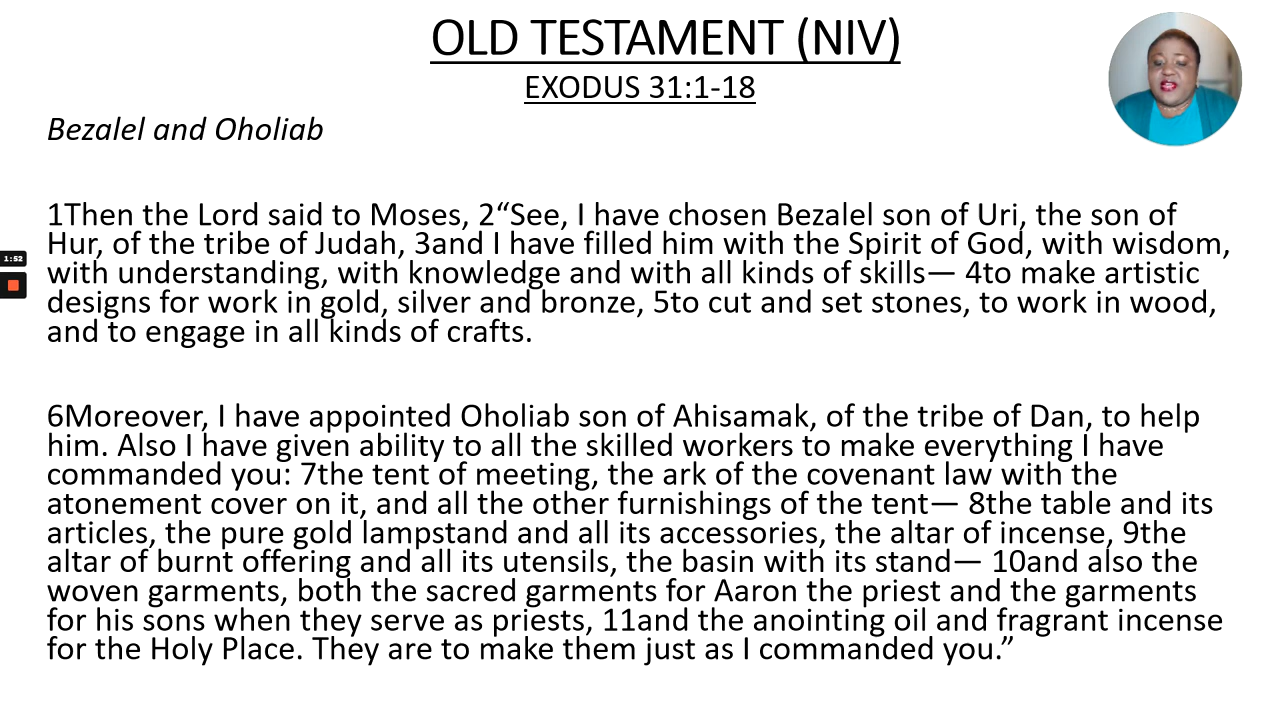 OLD TESTAMENT (NIV)
EXODUS 31:1-18
Bezalel and Oholiab
1Then the Lord said to Moses, 2“See, I have chosen Bezalel son of Uri, the son of
Hur, of the tribe of Judah, 3and I have filled him with the Spirit of God, with wisdom,
with understanding, with knowledge and with all kinds of skills— 4to make artistic
designs for work in gold, silver and bronze, 5to cut and set stones, to work in wood,
and to engage in all kinds of crafts.
1:52
6Moreover, I have appointed Oholiab son of Ahisamak, of the tribe of Dan, to help
him. Also I have given ability to all the skilled workers to make everything I have
commanded you: 7the tent of meeting, the ark of the covenant law with the
atonement cover on it, and all the other furnishings of the tent— 8the table and its
articles, the pure gold lampstand and all its accessories, the altar of incense, 9the
altar of burnt offering and all its utensils, the basin with its stand— 10and also the
woven garments, both the sacred garments for Aaron the priest and the garments
for his sons when they serve as priests, 11and the anointing oil and fragrant incense
for the Holy Place. They are to make them just as I commanded you.”